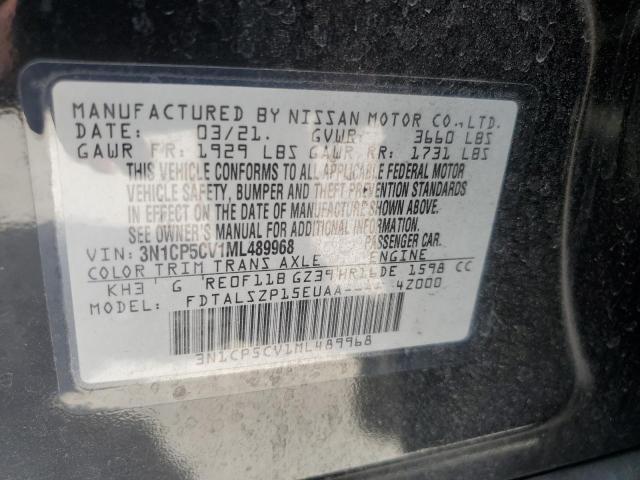 MANUFACTURED BY NISSAN MOTOR CO.,LTD.
DATE: 03/21. GVWR: 3660 LBS
GAWR FR: 1929 LBS GAWR RR: 1731 LBS
THIS VEHICLE CONFORMS TO ALL APPLICABLE FEDERAL MOTOR
VEHICLE SAFETY, BUMPER AND THEFT PREVENTION STANDARDS
IN EFFECT ON THE DATE OF MANUFACTURE SHOWN ABOVE.
SEE OWNER'S MANUAL FOR ADDITIONAL INFORMATION.
VIN: 3N1CP5CV1ML489968 PASSENGER CAR.
COLOR TRIM TRANS AXLE ENGINE
KH3 G RE0F11B GZ39 HR16DE 1598 CC
FDTALSZP15EUAA---- 4Z000
3N1CP5CV1ML489968